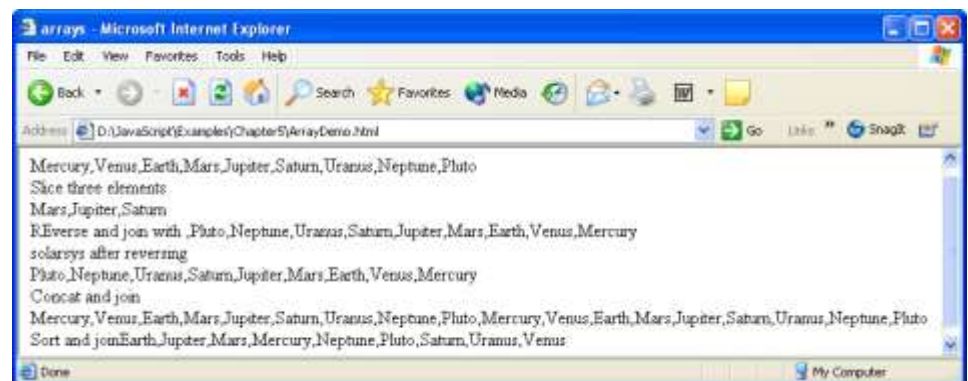 arrays - Microsoft Internet Explorer
File Edit View Favorites Tools Help
Back Search Favorites Media W
Address D:\JavaScript\Examples\Chapter5\ArrayDemo.html Go Links » SnagIt
Mercury,Venus,Earth,Mars,Jupiter,Saturn,Uranus,Neptune,Pluto
Slice three elements
Mars,Jupiter,Saturn
REverse and join with ,Pluto,Neptune,Uranus,Saturn,Jupiter,Mars,Earth,Venus,Mercury
solarsys after reversing
Pluto,Neptune,Uranus,Saturn,Jupiter,Mars,Earth,Venus,Mercury
Concat and join
Mercury,Venus,Earth,Mars,Jupiter,Saturn,Uranus,Neptune,Pluto,Mercury,Venus,Earth,Mars,Jupiter,Saturn,Uranus,Neptune,Pluto
Sort and joinEarth,Jupiter,Mars,Mercury,Neptune,Pluto,Saturn,Uranus,Venus
Done My Computer